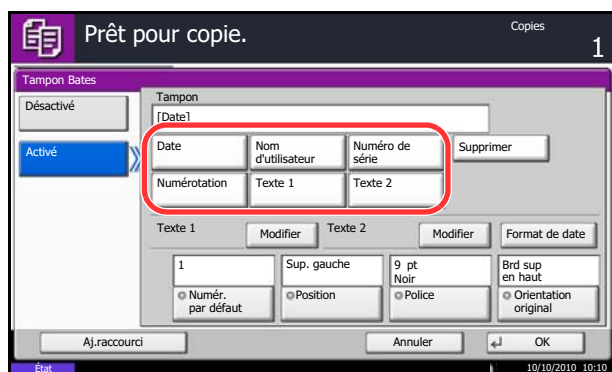 Prêt pour copie.
Copies
1
Tampon Bates
Désactivé
Activé
Tampon
[Date]
Date
Nom
d'utilisateur
Numéro de
série
Supprimer
Numérotation
Texte 1
Texte 2
Texte 1
Modifier
Texte 2
Modifier
Format de date
1
Sup. gauche
9 pt
Noir
Brd sup
en haut
Numér.
par défaut
Position
Police
Orientation
original
Aj.raccourci
Annuler
OK
État
10/10/2010 10:10